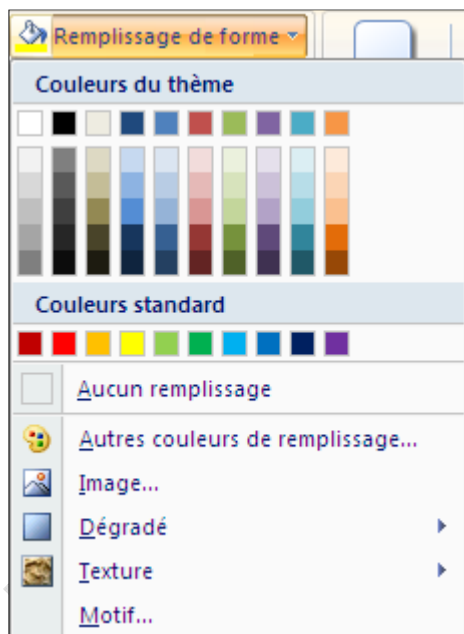 Remplissage de forme
Couleurs du thème
Couleurs standard
Aucun remplissage
Autres couleurs de remplissage...
Image...
Dégradé
Texture
Motif...